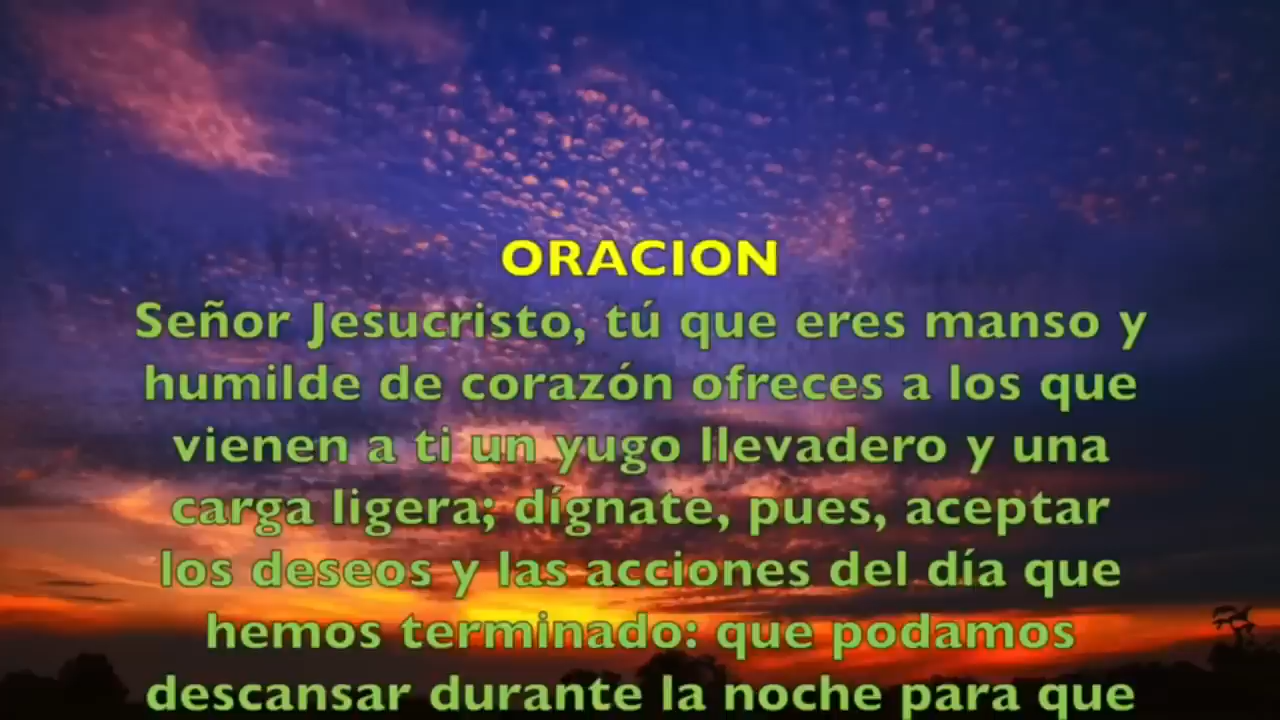 ORACION
Señor Jesucristo, tú que eres manso y
humilde de corazón ofreces a los que
vienen a ti un yugo llevadero y una
carga ligera; dígnate, pues, aceptar
los deseos y las acciones del día que
hemos terminado: que podamos
descansar durante la noche para que